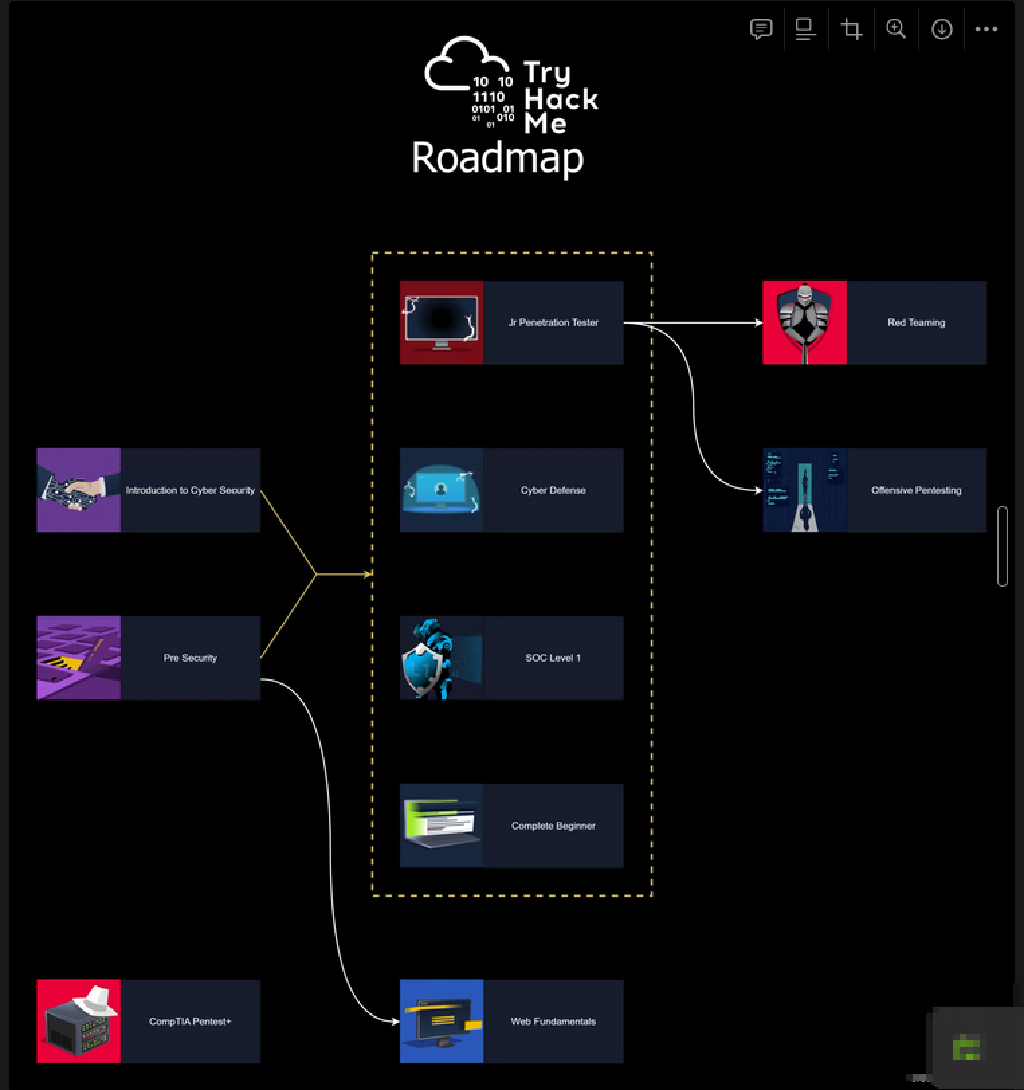 10 10
1110
0101 01
01 010
01
Try
Hack
Me
Roadmap
Jr Penetration Tester
Red Teaming
Introduction to Cyber Security
Cyber Defense
Offensive Pentesting
Pre Security
SOC Level 1
Complete Beginner
CompTIA Pentest+
Web Fundamentals